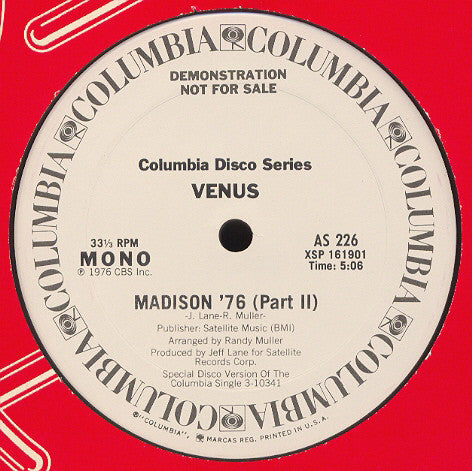 COLUMBIA COLUMBIA COLUMBIA COLUMBIA COLUMBIA COLUMBIA
DEMONSTRATION
NOT FOR SALE
Columbia Disco Series
VENUS
33⅓ RPM
MONO
℗ 1976 CBS Inc.
AS 226
XSP 161901
Time: 5:06
MADISON '76 (Part II)
-J. Lane-R. Muller-
Publisher: Satellite Music (BMI)
Arranged by Randy Muller
Produced by Jeff Lane for Satellite
Records Corp.
Special Disco Version Of The
Columbia Single 3-10341
®"COLUMBIA", MARCAS REG. PRINTED IN U.S.A.